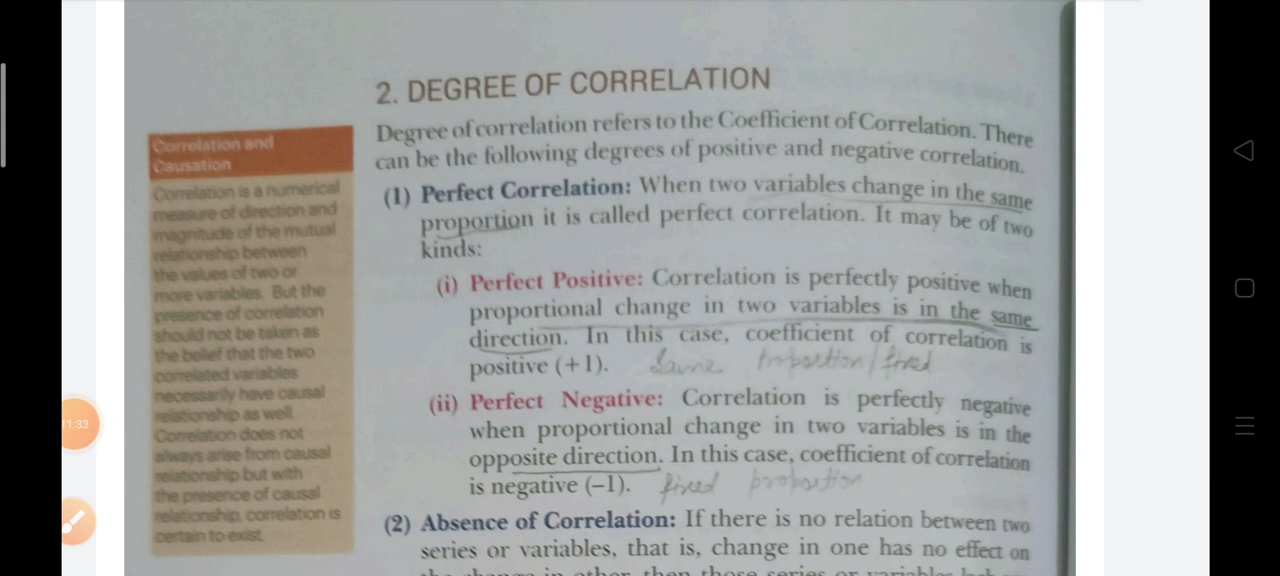 2. DEGREE OF CORRELATION
Degree of correlation refers to the Coefficient of Correlation. There
can be the following degrees of positive and negative correlation.
(1) Perfect Correlation: When two variables change in the same
proportion it is called perfect correlation. It may be of two
kinds:
(i) Perfect Positive: Correlation is perfectly positive when
proportional change in two variables is in the same
direction. In this case, coefficient of correlation is
positive (+1). Same proportion/fixed
(ii) Perfect Negative: Correlation is perfectly negative
when proportional change in two variables is in the
opposite direction. In this case, coefficient of correlation
is negative (−1). fixed proportion
(2) Absence of Correlation: If there is no relation between two
series or variables, that is, change in one has no effect on
Correlation and
Causation
Correlation is a numerical
measure of direction and
magnitude of the mutual
relationship between
the values of two or
more variables. But the
presence of correlation
should not be taken as
the belief that the two
correlated variables
necessarily have causal
relationship as well.
Correlation does not
always arise from causal
relationship but with
the presence of causal
relationship, correlation is
certain to exist.
11:33